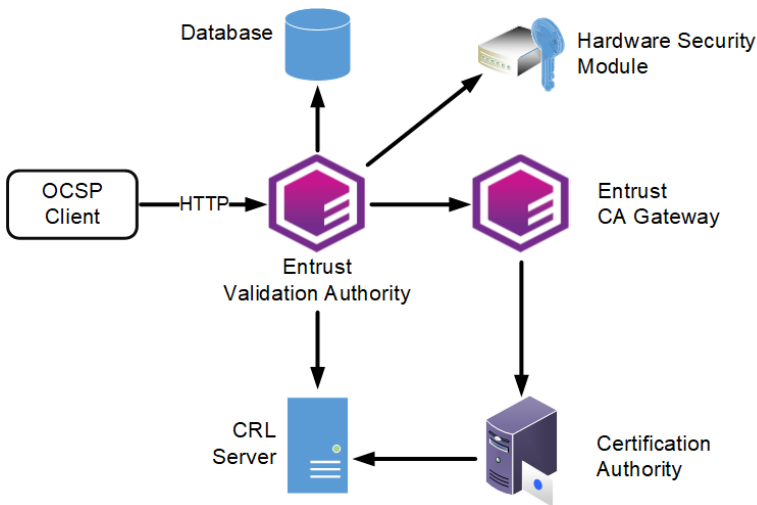 Database
Hardware Security
Module
OCSP
Client
HTTP
Entrust
Validation Authority
Entrust
CA Gateway
CRL
Server
Certification
Authority